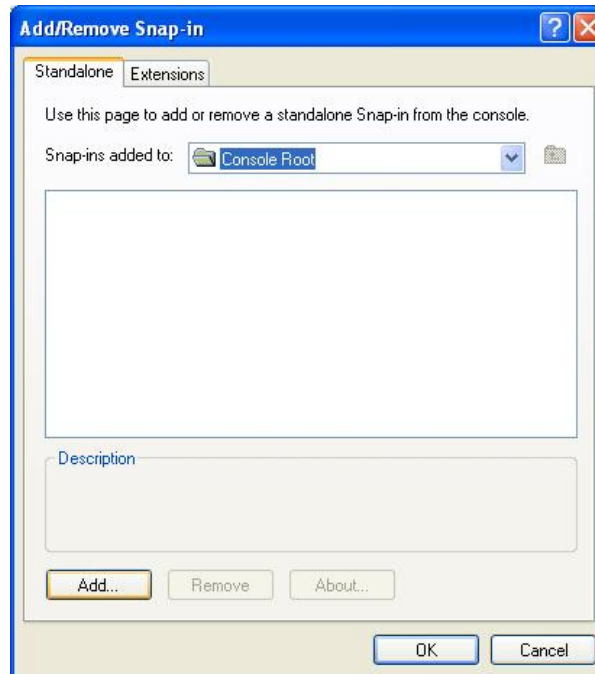 Add/Remove Snap-in
Standalone Extensions
Use this page to add or remove a standalone Snap-in from the console.
Snap-ins added to: Console Root
Description
Add... Remove About...
OK Cancel